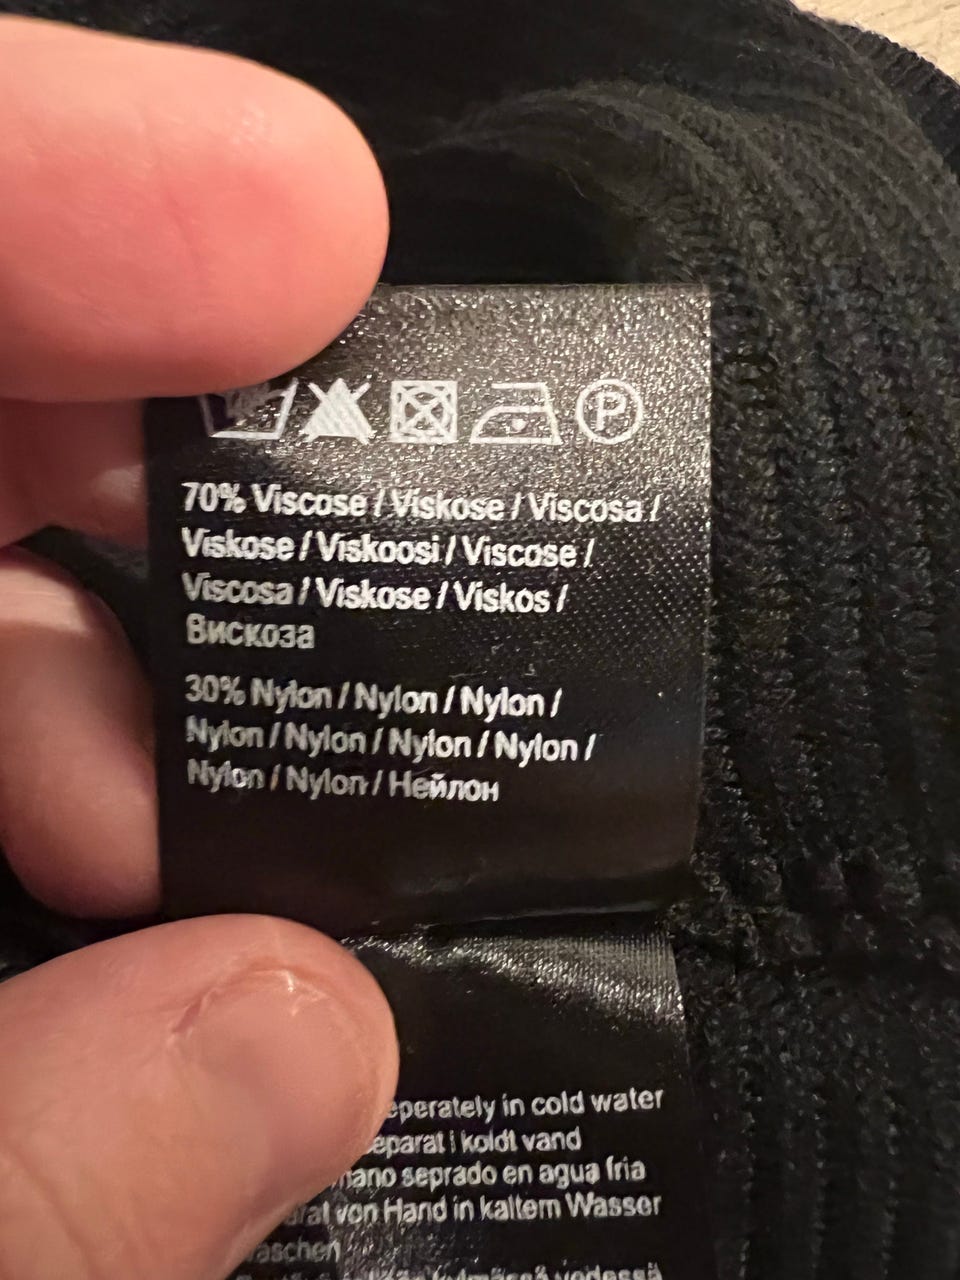 P
70% Viscose / Viskose / Viscosa /
Viskose / Viskoosi / Viscose /
Viscosa / Viskose / Viskos /
Вискоза
30% Nylon / Nylon / Nylon /
Nylon / Nylon / Nylon / Nylon /
Nylon / Nylon / Нейлон
eperately in cold water
eparat i koldt vand
mano seprado en agua fria
von Hand in kaltem Wasser
waschen